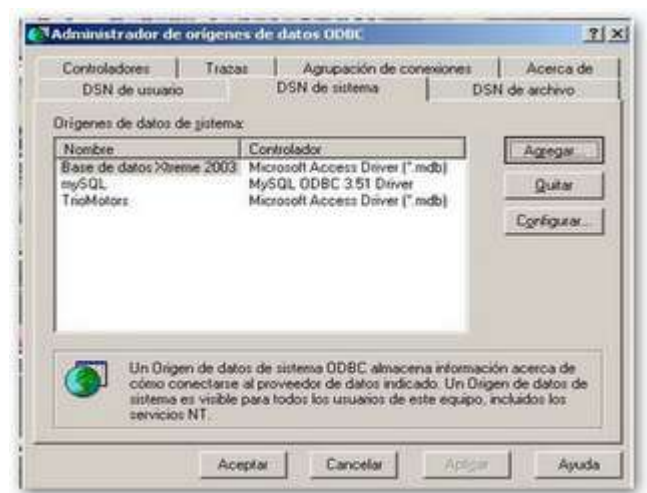 Administrador de orígenes de datos ODBC
Controladores Trazas Agrupación de conexiones Acerca de
DSN de usuario DSN de sistema DSN de archivo
Orígenes de datos de sistema:
Nombre Controlador
Base de datos Xtreme 2003 Microsoft Access Driver (*.mdb)
mySQL MySQL ODBC 3.51 Driver
TrioMotors Microsoft Access Driver (*.mdb)
Agregar...
Quitar
Configurar...
Un Origen de datos de sistema ODBC almacena información acerca de
cómo conectarse al proveedor de datos indicado. Un Origen de datos de
sistema es visible para todos los usuarios de este equipo, incluidos los
servicios NT.
Aceptar Cancelar Aplicar Ayuda